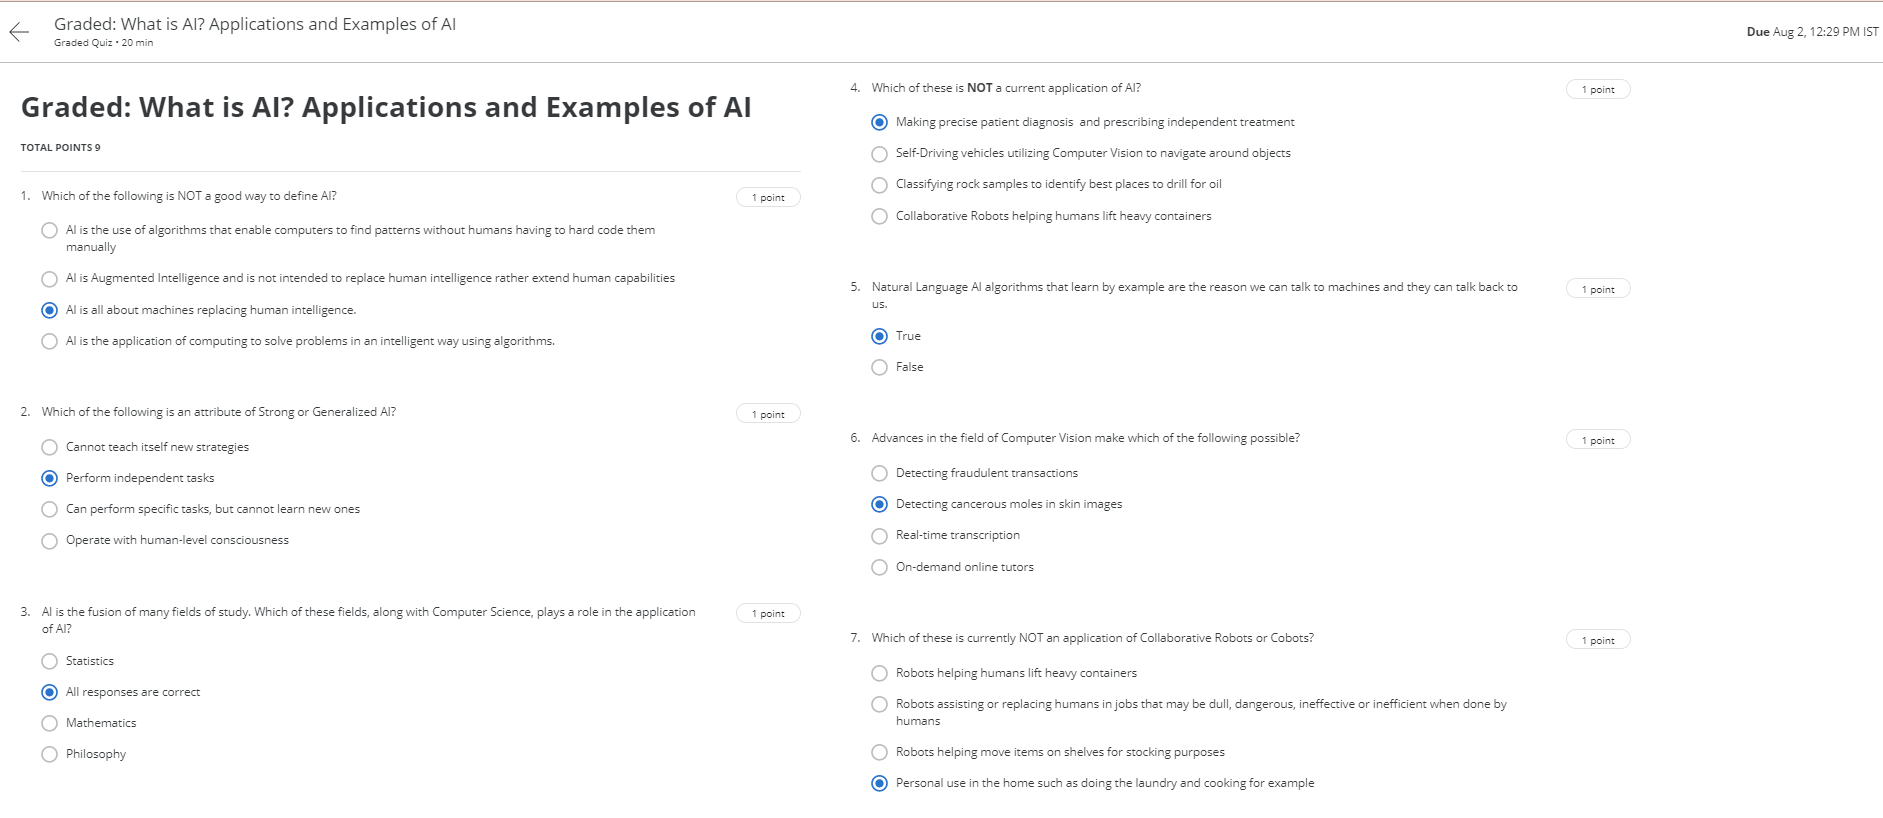 Graded: What is AI? Applications and Examples of AI
Graded Quiz • 20 min
Due Aug 2, 12:29 PM IST
Graded: What is AI? Applications and Examples of AI
TOTAL POINTS 9
1. Which of the following is NOT a good way to define AI?
1 point
AI is the use of algorithms that enable computers to find patterns without humans having to hard code them
manually
AI is Augmented Intelligence and is not intended to replace human intelligence rather extend human capabilities
AI is all about machines replacing human intelligence.
AI is the application of computing to solve problems in an intelligent way using algorithms.
2. Which of the following is an attribute of Strong or Generalized AI?
1 point
Cannot teach itself new strategies
Perform independent tasks
Can perform specific tasks, but cannot learn new ones
Operate with human-level consciousness
3. AI is the fusion of many fields of study. Which of these fields, along with Computer Science, plays a role in the application
of AI?
1 point
Statistics
All responses are correct
Mathematics
Philosophy
4. Which of these is NOT a current application of AI?
1 point
Making precise patient diagnosis and prescribing independent treatment
Self-Driving vehicles utilizing Computer Vision to navigate around objects
Classifying rock samples to identify best places to drill for oil
Collaborative Robots helping humans lift heavy containers
5. Natural Language AI algorithms that learn by example are the reason we can talk to machines and they can talk back to
us.
1 point
True
False
6. Advances in the field of Computer Vision make which of the following possible?
1 point
Detecting fraudulent transactions
Detecting cancerous moles in skin images
Real-time transcription
On-demand online tutors
7. Which of these is currently NOT an application of Collaborative Robots or Cobots?
1 point
Robots helping humans lift heavy containers
Robots assisting or replacing humans in jobs that may be dull, dangerous, ineffective or inefficient when done by
humans
Robots helping move items on shelves for stocking purposes
Personal use in the home such as doing the laundry and cooking for example